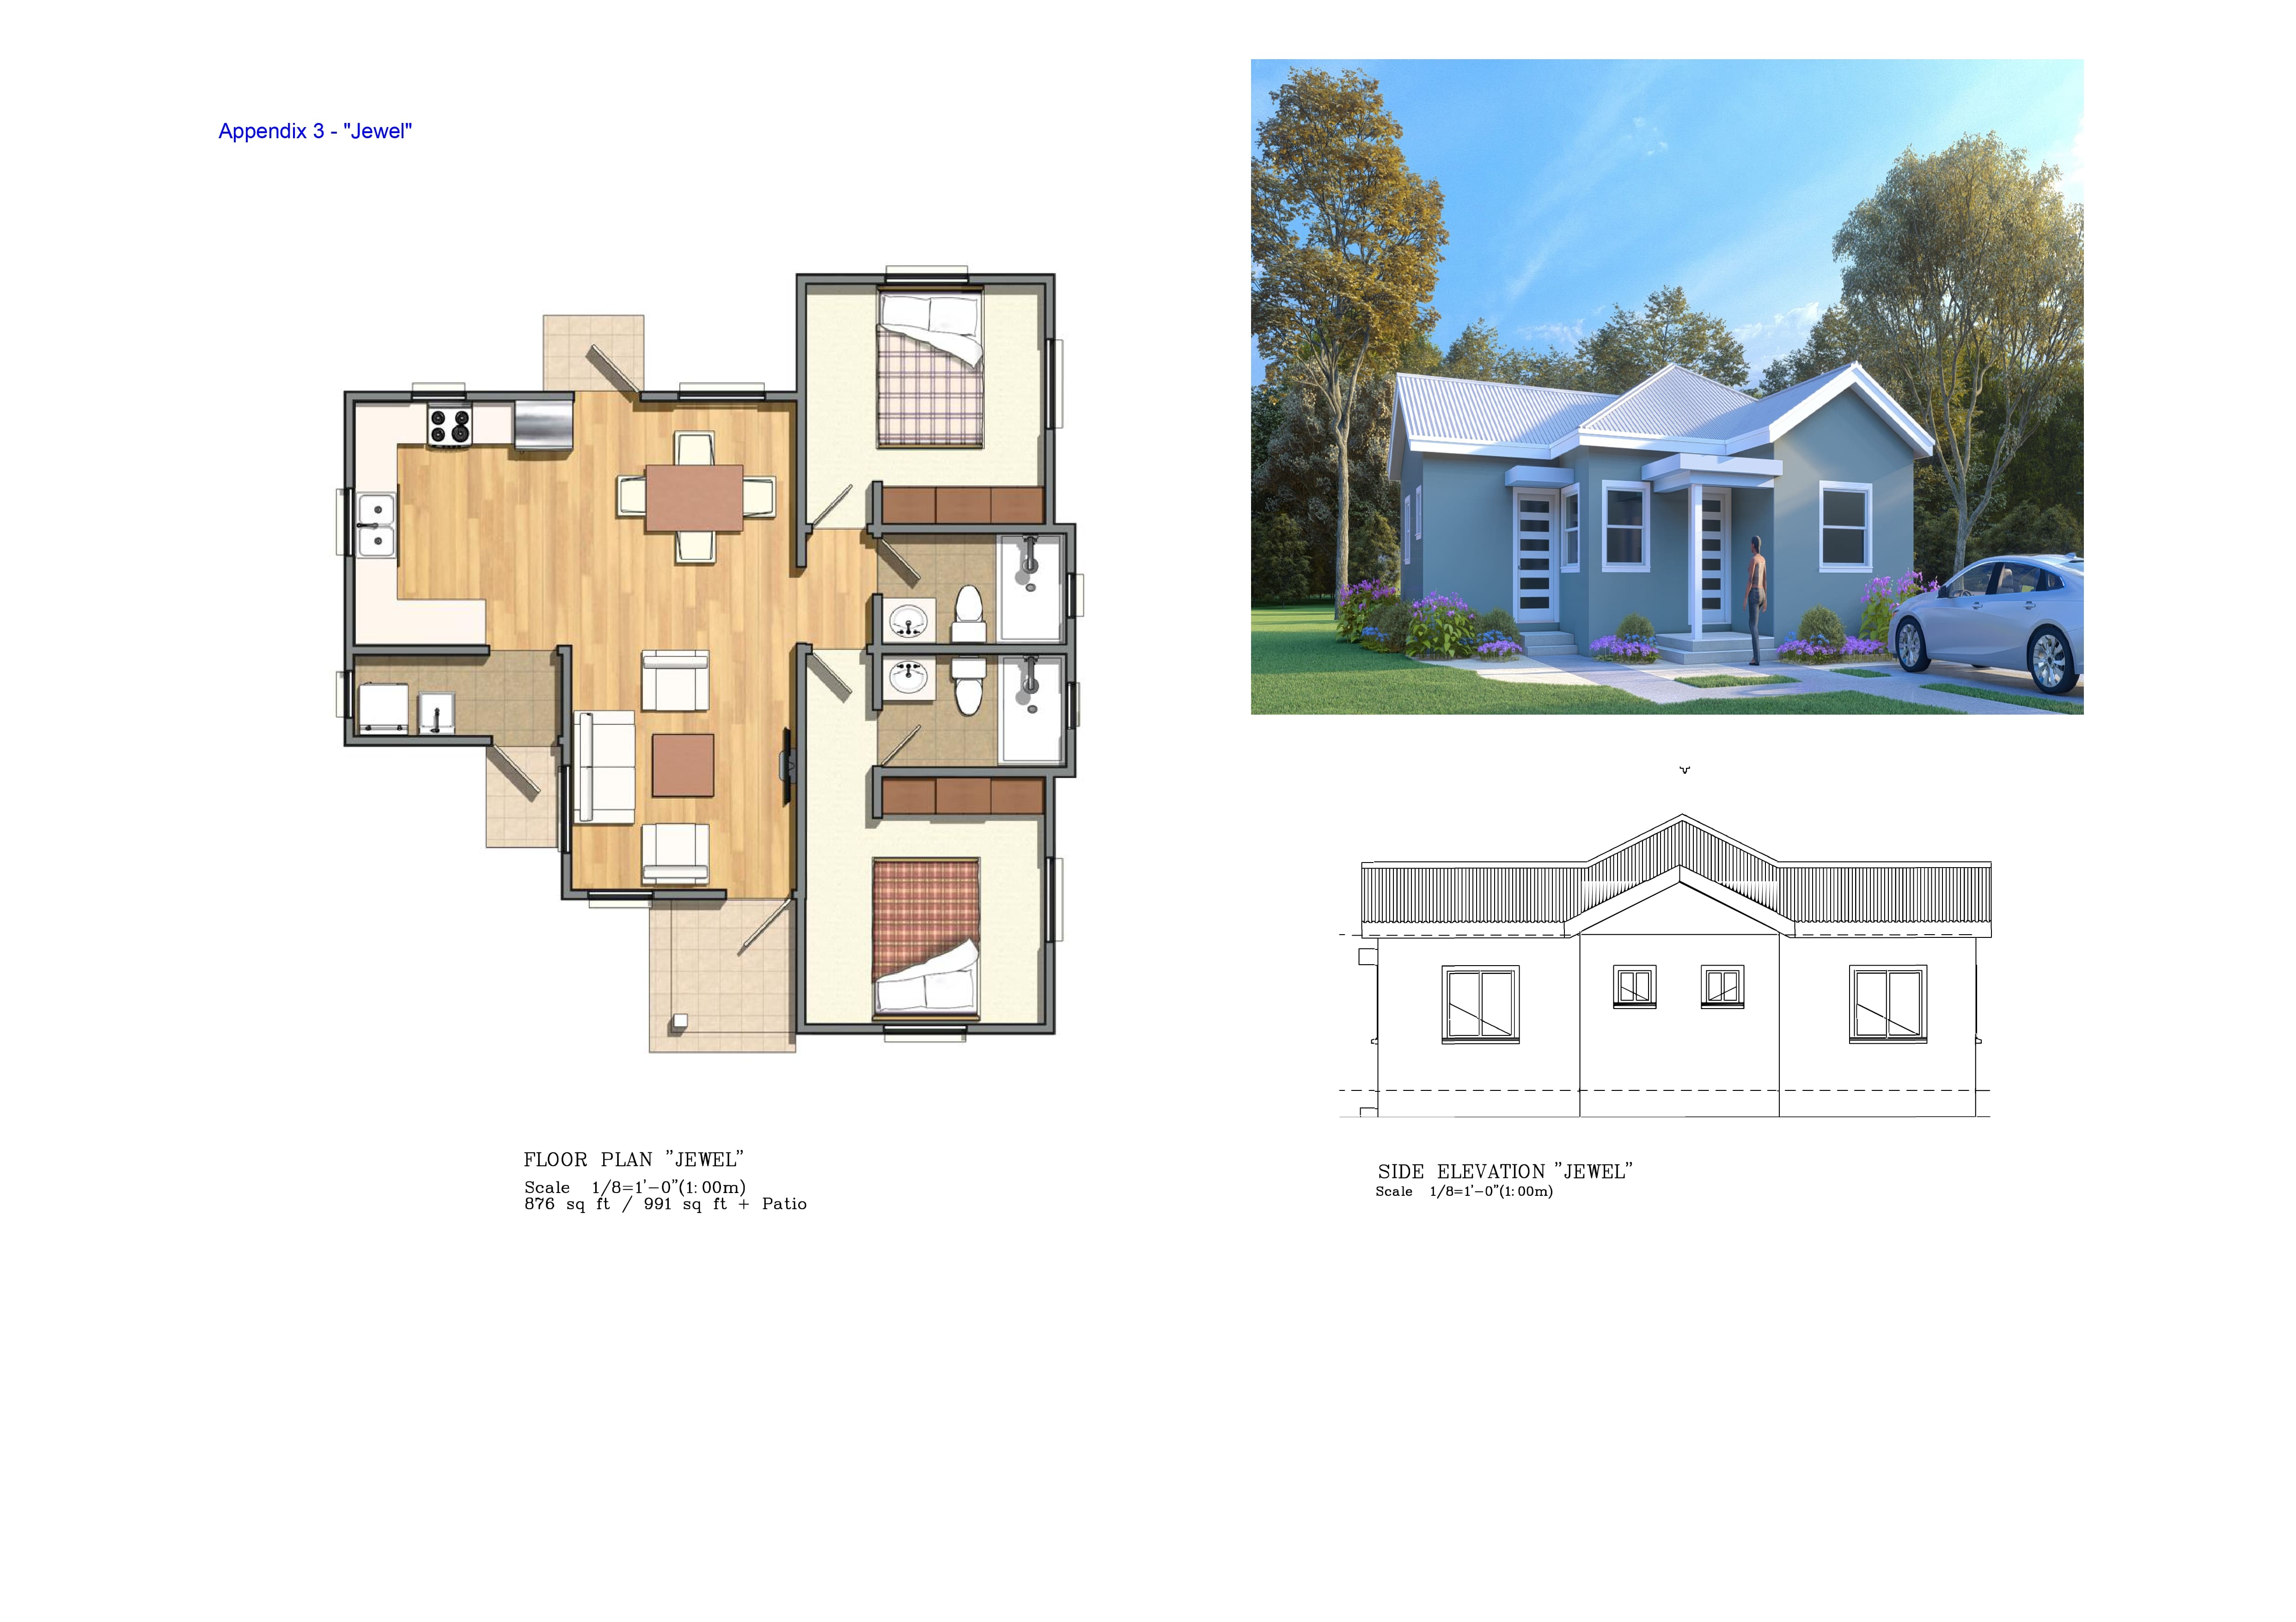 Appendix 3 - "Jewel"
FLOOR PLAN "JEWEL"
Scale 1/8=1'-0"(1:00m)
876 sq ft / 991 sq ft + Patio
SIDE ELEVATION "JEWEL"
Scale 1/8=1'-0"(1:00m)